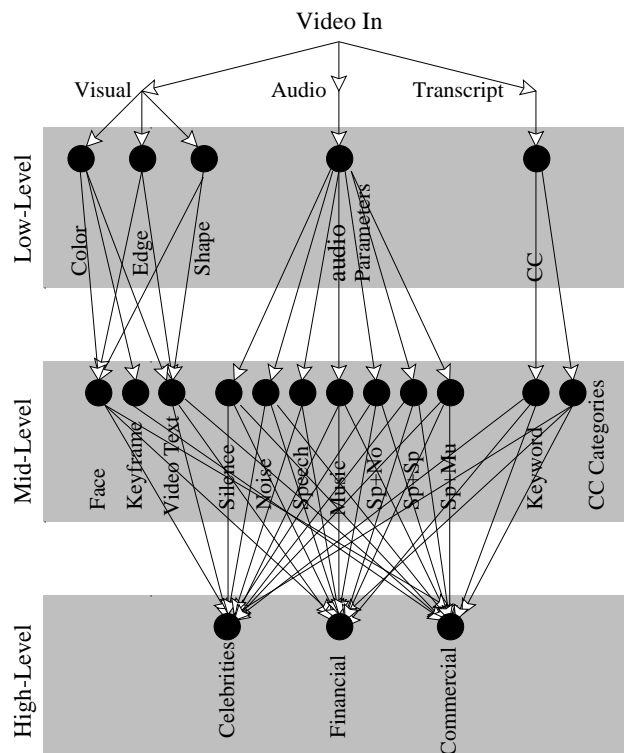 Video In
Visual
Audio
Transcript
Low-Level
Color
Edge
Shape
audio
Parameters
CC
Mid-Level
Face
Keyframe
Video Text
Silence
Noise
Speech
Music
Sp+No
Sp+Sp
Sp+Mu
Keyword
CC Categories
High-Level
Celebrities
Financial
Commercial